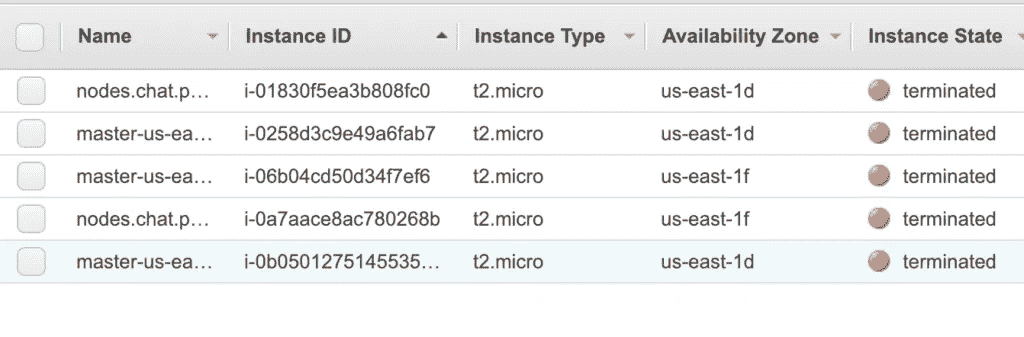 Name Instance ID Instance Type Availability Zone Instance State
nodes.chat.p… i-01830f5ea3b808fc0 t2.micro us-east-1d terminated
master-us-ea… i-0258d3c9e49a6fab7 t2.micro us-east-1d terminated
master-us-ea… i-06b04cd50d34f7ef6 t2.micro us-east-1f terminated
nodes.chat.p… i-0a7aace8ac780268b t2.micro us-east-1f terminated
master-us-ea… i-0b0501275145535… t2.micro us-east-1d terminated